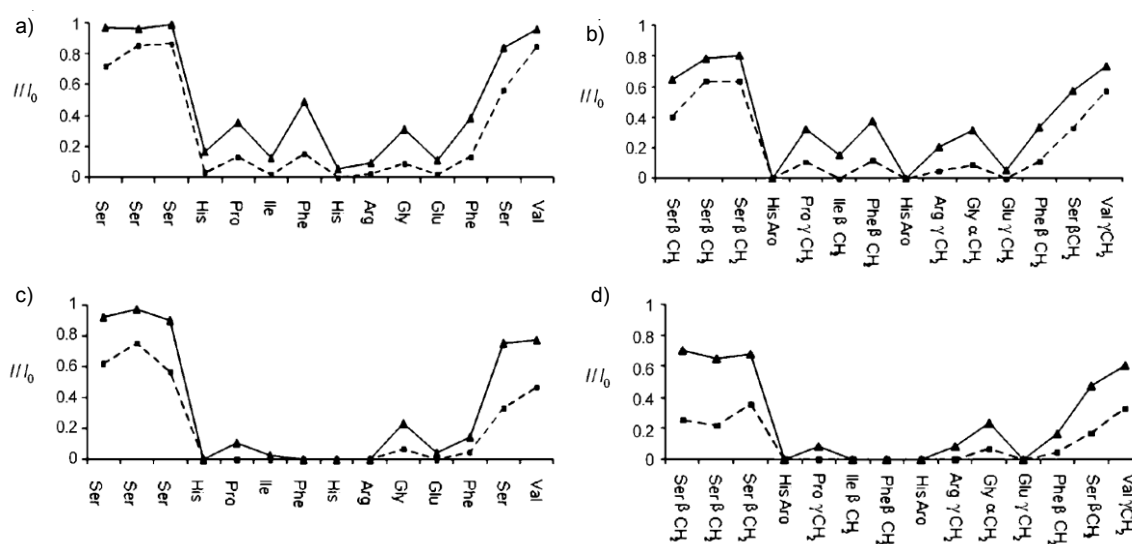 a)
1
0.8
0.6
0.4
0.2
0
I/I₀
Ser
Ser
Ser
His
Pro
Ile
Phe
His
Arg
Gly
Glu
Phe
Ser
Val
b)
1
0.8
0.6
0.4
0.2
0
I/I₀
Ser β CH₂
Ser β CH₂
Ser β CH₂
His Aro
Pro γ CH₂
Ile β CH₂
Phe β CH₂
His Aro
Arg γ CH₂
Gly α CH₂
Glu γ CH₂
Phe β CH₂
Ser β CH₂
Val γ CH₂
c)
1
0.8
0.6
0.4
0.2
0
I/I₀
Ser
Ser
Ser
His
Pro
Ile
Phe
His
Arg
Gly
Glu
Phe
Ser
Val
d)
1
0.8
0.6
0.4
0.2
0
I/I₀
Ser β CH₂
Ser β CH₂
Ser β CH₂
His Aro
Pro γ CH₂
Ile β CH₂
Phe β CH₂
His Aro
Arg γ CH₂
Gly α CH₂
Glu γ CH₂
Phe β CH₂
Ser β CH₂
Val γ CH₂